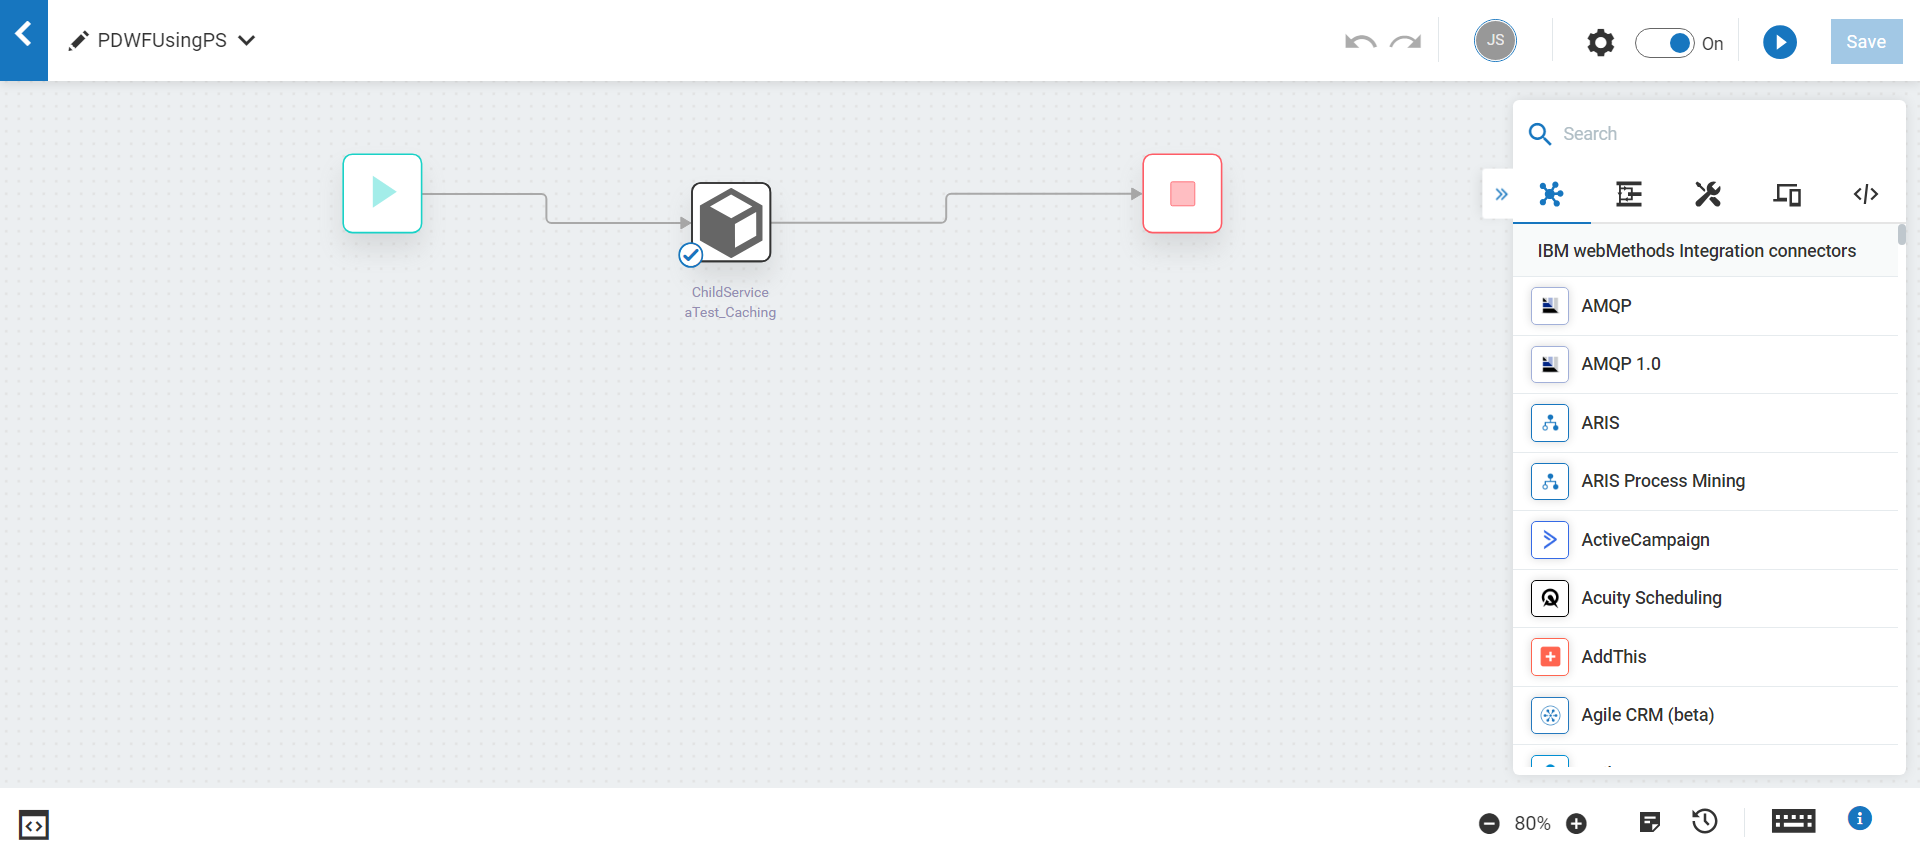 PDWFUsingPS
JS
On
Save
Search
IBM webMethods Integration connectors
AMQP
AMQP 1.0
ARIS
ARIS Process Mining
ActiveCampaign
Acuity Scheduling
AddThis
Agile CRM (beta)
ChildService
aTest_Caching
80%